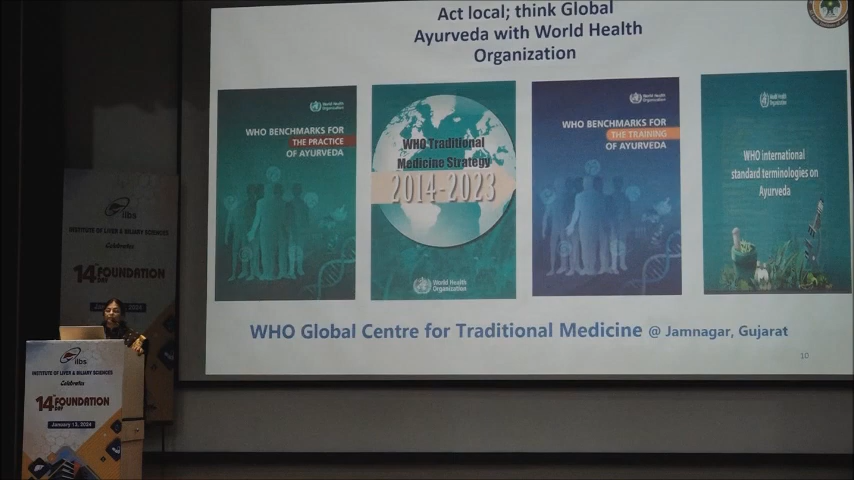 Act local; think Global
Ayurveda with World Health
Organization
World Health
Organization
WHO BENCHMARKS FOR
THE PRACTICE
OF AYURVEDA
WHO Traditional
Medicine Strategy
2014-2023
World Health
Organization
World Health
Organization
WHO BENCHMARKS FOR
THE TRAINING
OF AYURVEDA
World Health
Organization
WHO international
standard terminologies on
Ayurveda
WHO Global Centre for Traditional Medicine @ Jamnagar, Gujarat
10
ilbs
INSTITUTE OF LIVER & BILIARY SCIENCES
Celebrates
14 FOUNDATION
DAY
ilbs
INSTITUTE OF LIVER & BILIARY SCIENCES
Celebrates
14 FOUNDATION
DAY
January 13, 2024